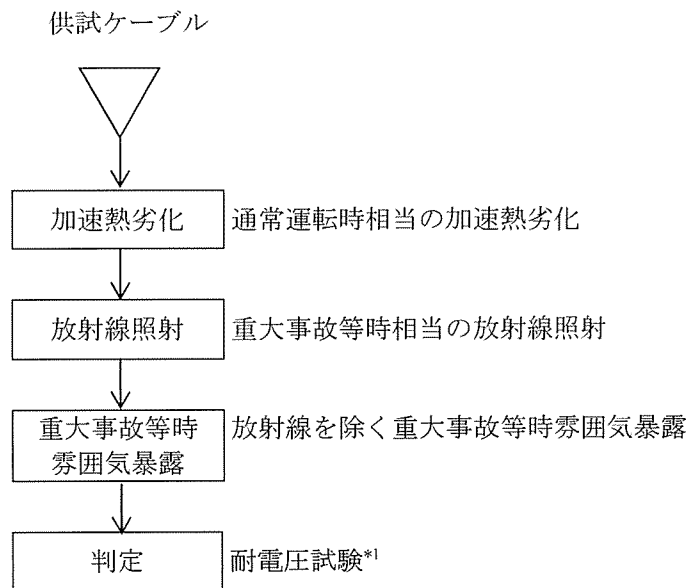 供試ケーブル
加速熱劣化 通常運転時相当の加速熱劣化
放射線照射 重大事故等時相当の放射線照射
重大事故等時 放射線を除く重大事故等時雰囲気暴露
雰囲気暴露
判定 耐電圧試験*1